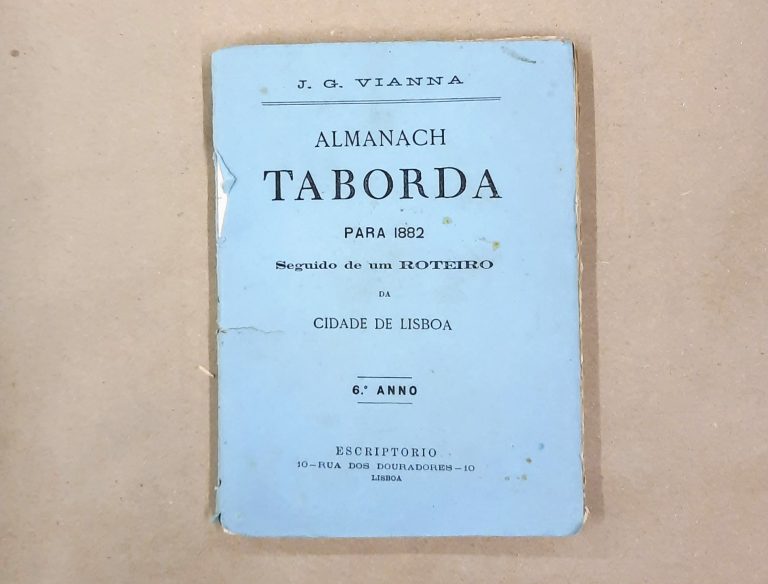 J. G. VIANNA
ALMANACH
TABORDA
PARA 1882
Seguido de um ROTEIRO
DA
CIDADE DE LISBOA
6.º ANNO
ESCRIPTORIO
10—RUA DOS DOURADORES—10
LISBOA